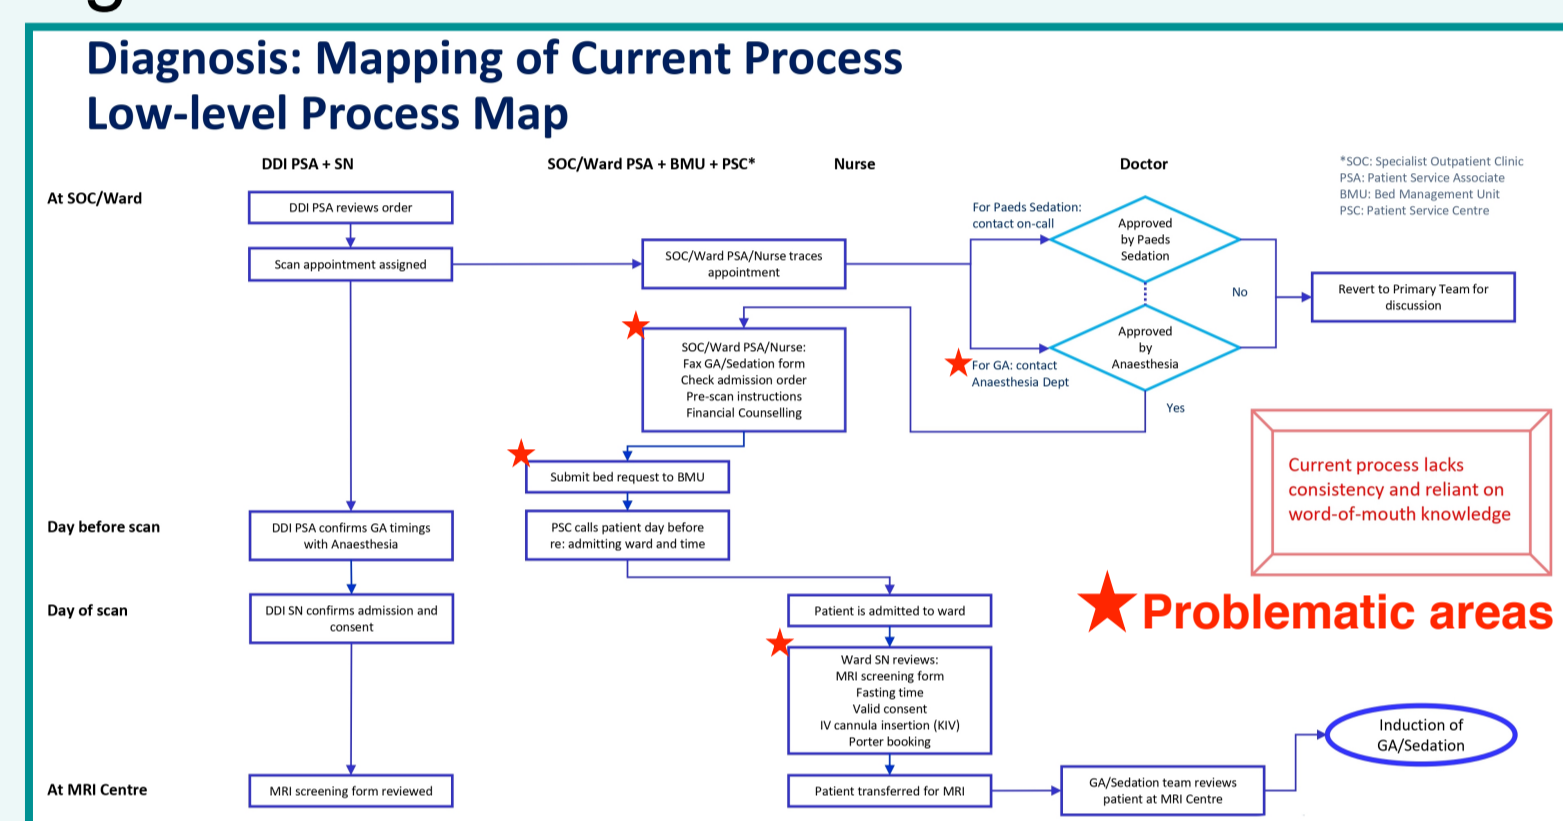 Diagnosis: Mapping of Current Process
Low-level Process Map
DDI PSA + SN
SOC/Ward PSA + BMU + PSC*
Nurse
Doctor
*SOC: Specialist Outpatient Clinic
PSA: Patient Service Associate
BMU: Bed Management Unit
PSC: Patient Service Centre
At SOC/Ward
DDI PSA reviews order
Scan appointment assigned
SOC/Ward PSA/Nurse traces
appointment
For Paeds Sedation:
contact on-call
Approved
by Paeds
Sedation
No
Revert to Primary Team for
discussion
For GA: contact
Anaesthesia Dept
Approved
by
Anaesthesia
Yes
SOC/Ward PSA/Nurse:
Fax GA/Sedation form
Check admission order
Pre-scan instructions
Financial Counselling
Submit bed request to BMU
Current process lacks
consistency and reliant on
word-of-mouth knowledge
Day before scan
DDI PSA confirms GA timings
with Anaesthesia
PSC calls patient day before
re: admitting ward and time
Day of scan
DDI SN confirms admission and
consent
Patient is admitted to ward
Problematic areas
Ward SN reviews:
MRI screening form
Fasting time
Valid consent
IV cannula insertion (KIV)
Porter booking
Induction of
GA/Sedation
At MRI Centre
MRI screening form reviewed
Patient transferred for MRI
GA/Sedation team reviews
patient at MRI Centre